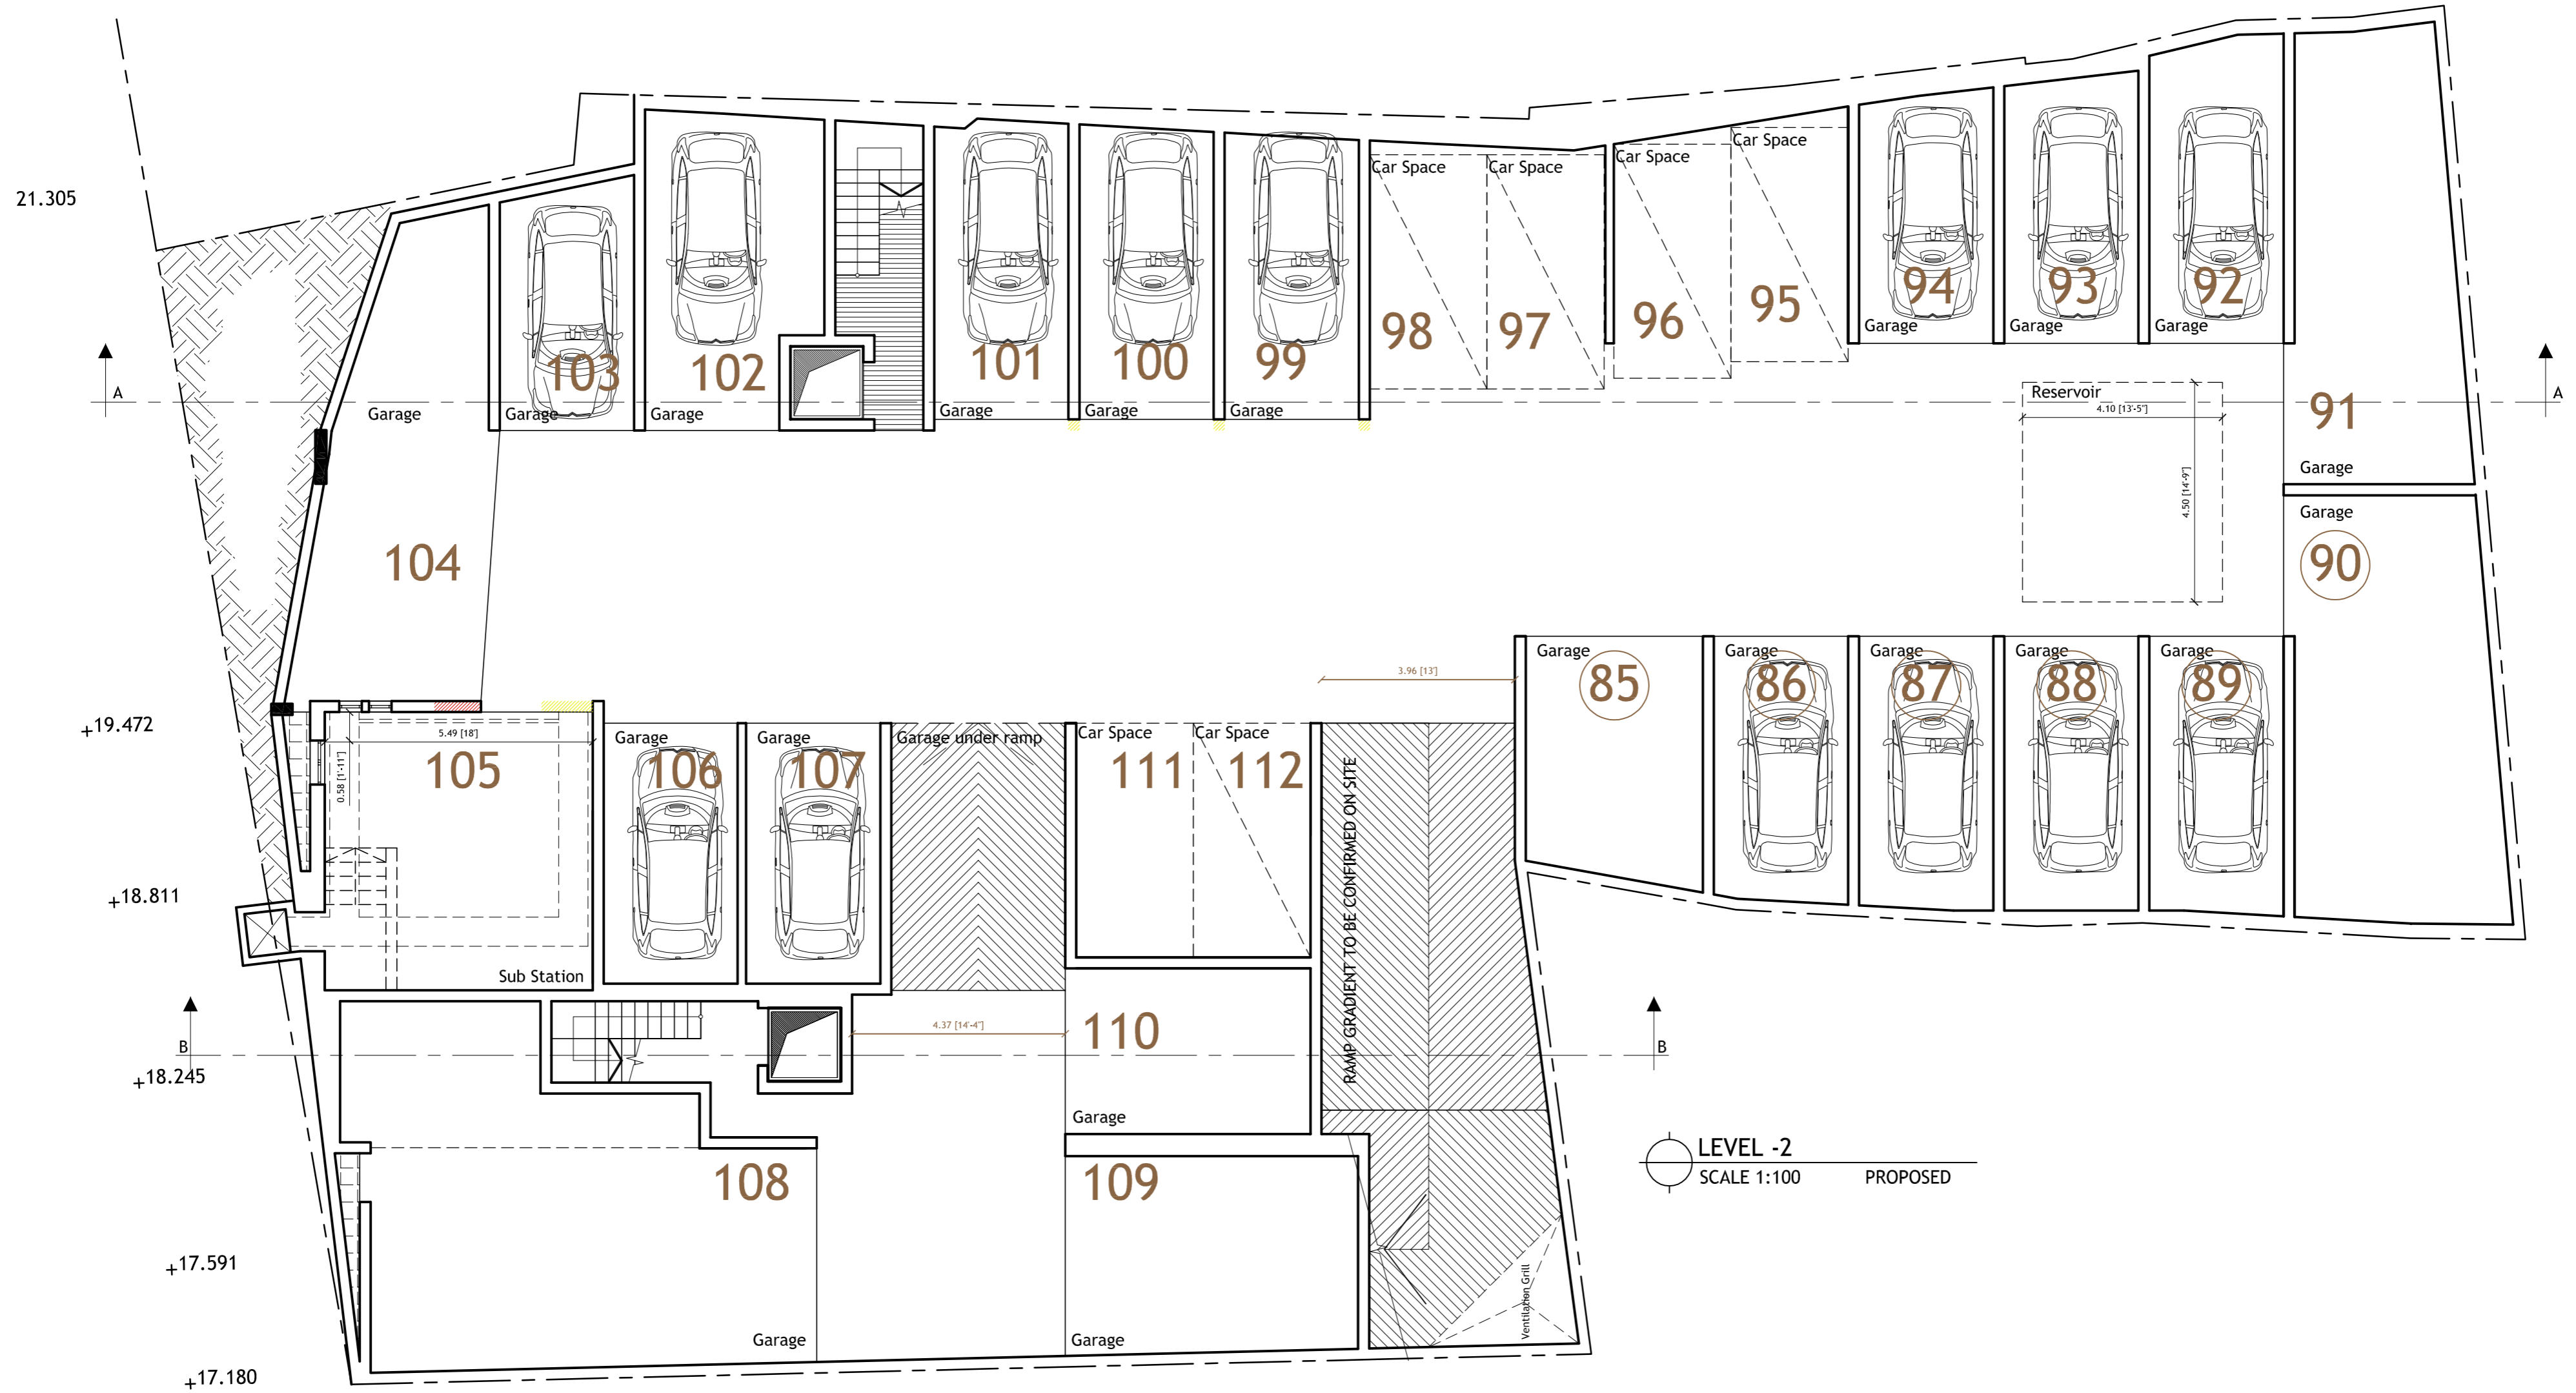 21.305
Car Space
Car Space
Car Space
Car Space
98
97
96
95
94
93
92
Garage
Garage
Garage
103
102
101
100
99
A
A
Garage
Garage
Garage
Garage
Garage
Garage
Reservoir
4.10 [13'-5"]
4.50 [14'-9"]
91
Garage
Garage
90
104
Garage
Garage
Garage
Garage
Garage
85
86
87
88
89
3.96 [13']
+19.472
5.49 [18']
0.58 [1'-11"]
105
Garage
Garage
Garage under ramp
Car Space
Car Space
106
107
111
112
RAMP GRADIENT TO BE CONFIRMED ON SITE
+18.811
Sub Station
4.37 [14'-4"]
110
B
B
+18.245
Garage
LEVEL -2
SCALE 1:100 PROPOSED
108
109
+17.591
Ventilation Grill
Garage
Garage
+17.180